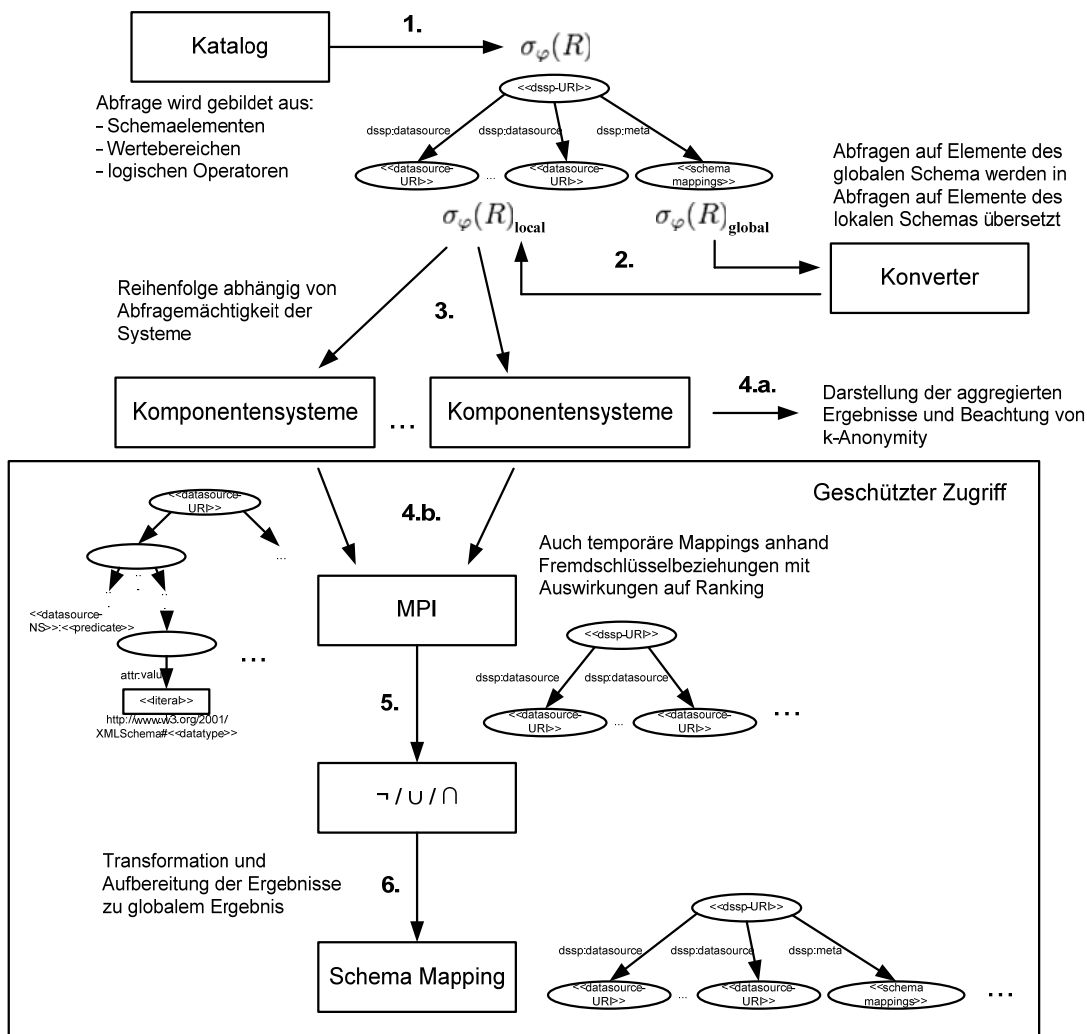 Katalog
1.
σφ(R)
<<dssp-URI>>
Abfrage wird gebildet aus:
- Schemaelementen
- Wertebereichen
- logischen Operatoren
dssp:datasource
dssp:datasource
dssp:meta
<<datasource-
URI>>
...
<<datasource-
URI>>
<<schema
mappings>>
Abfragen auf Elemente des
globalen Schema werden in
Abfragen auf Elemente des
lokalen Schemas übersetzt
σφ(R)local
σφ(R)global
2.
Konverter
Reihenfolge abhängig von
Abfragemächtigkeit der
Systeme
3.
Komponentensysteme
...
Komponentensysteme
4.a.
Darstellung der aggregierten
Ergebnisse und Beachtung von
k-Anonymity
Geschützter Zugriff
<<datasource-
URI>>
...
4.b.
Auch temporäre Mappings anhand
Fremdschlüsselbeziehungen mit
Auswirkungen auf Ranking
MPI
<<datasource-
NS>>:<<predicate>>
...
attr:valu
<<literal>>
http://www.w3.org/2001/
XMLSchema#<<datatype>>
<<dssp-URI>>
dssp:datasource
dssp:datasource
<<datasource-
URI>>
...
<<datasource-
URI>>
...
5.
¬ / ∪ / ∩
Transformation und
Aufbereitung der Ergebnisse
zu globalem Ergebnis
6.
Schema Mapping
<<dssp-URI>>
dssp:datasource
dssp:datasource
dssp:meta
<<datasource-
URI>>
...
<<datasource-
URI>>
<<schema
mappings>>
...